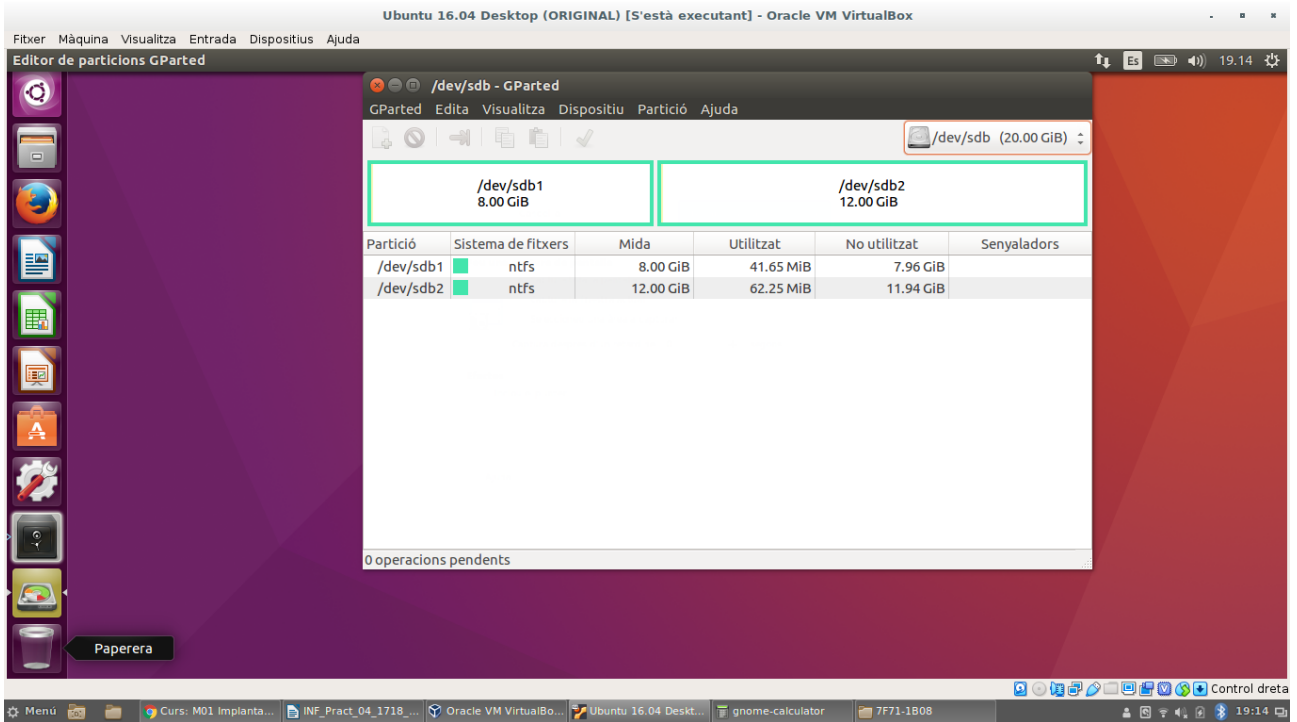 Ubuntu 16.04 Desktop (ORIGINAL) [S'està executant] - Oracle VM VirtualBox
Fitxer Màquina Visualitza Entrada Dispositius Ajuda
Editor de particions GParted
Es
19.14
/dev/sdb - GParted
GParted Edita Visualitza Dispositiu Partició Ajuda
/dev/sdb (20.00 GiB)
/dev/sdb1
8.00 GiB
/dev/sdb2
12.00 GiB
Partició Sistema de fitxers Mida Utilitzat No utilitzat Senyaladors
/dev/sdb1 ntfs 8.00 GiB 41.65 MiB 7.96 GiB
/dev/sdb2 ntfs 12.00 GiB 62.25 MiB 11.94 GiB
0 operacions pendents
Paperera
Control dreta
Menú
Curs: M01 Implanta...
INF_Pract_04_1718_...
Oracle VM VirtualBo...
Ubuntu 16.04 Deskt...
gnome-calculator
7F71-1B08
19:14